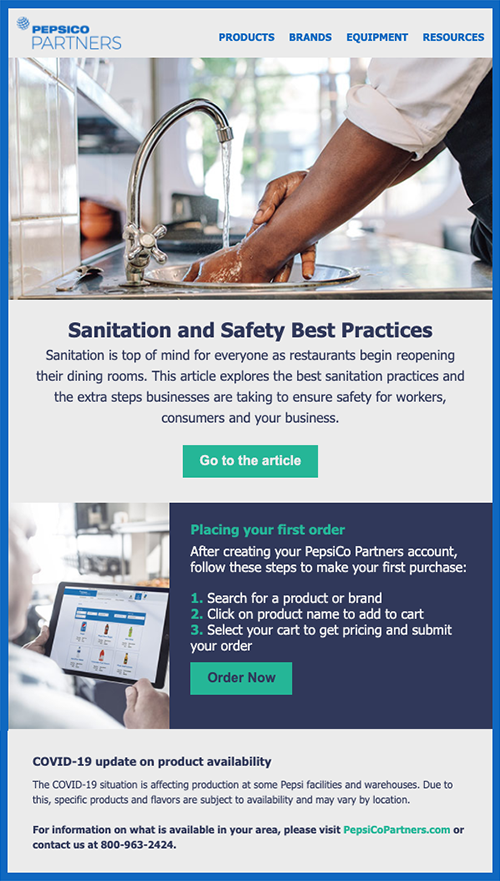 PEPSICO
PARTNERS
PRODUCTS BRANDS EQUIPMENT RESOURCES
Sanitation and Safety Best Practices
Sanitation is top of mind for everyone as restaurants begin reopening
their dining rooms. This article explores the best sanitation practices and
the extra steps businesses are taking to ensure safety for workers,
consumers and your business.
Go to the article
Placing your first order
After creating your PepsiCo Partners account,
follow these steps to make your first purchase:
1. Search for a product or brand
2. Click on product name to add to cart
3. Select your cart to get pricing and submit
your order
Order Now
COVID-19 update on product availability
The COVID-19 situation is affecting production at some Pepsi facilities and warehouses. Due to
this, specific products and flavors are subject to availability and may vary by location.
For information on what is available in your area, please visit PepsiCoPartners.com or
contact us at 800-963-2424.